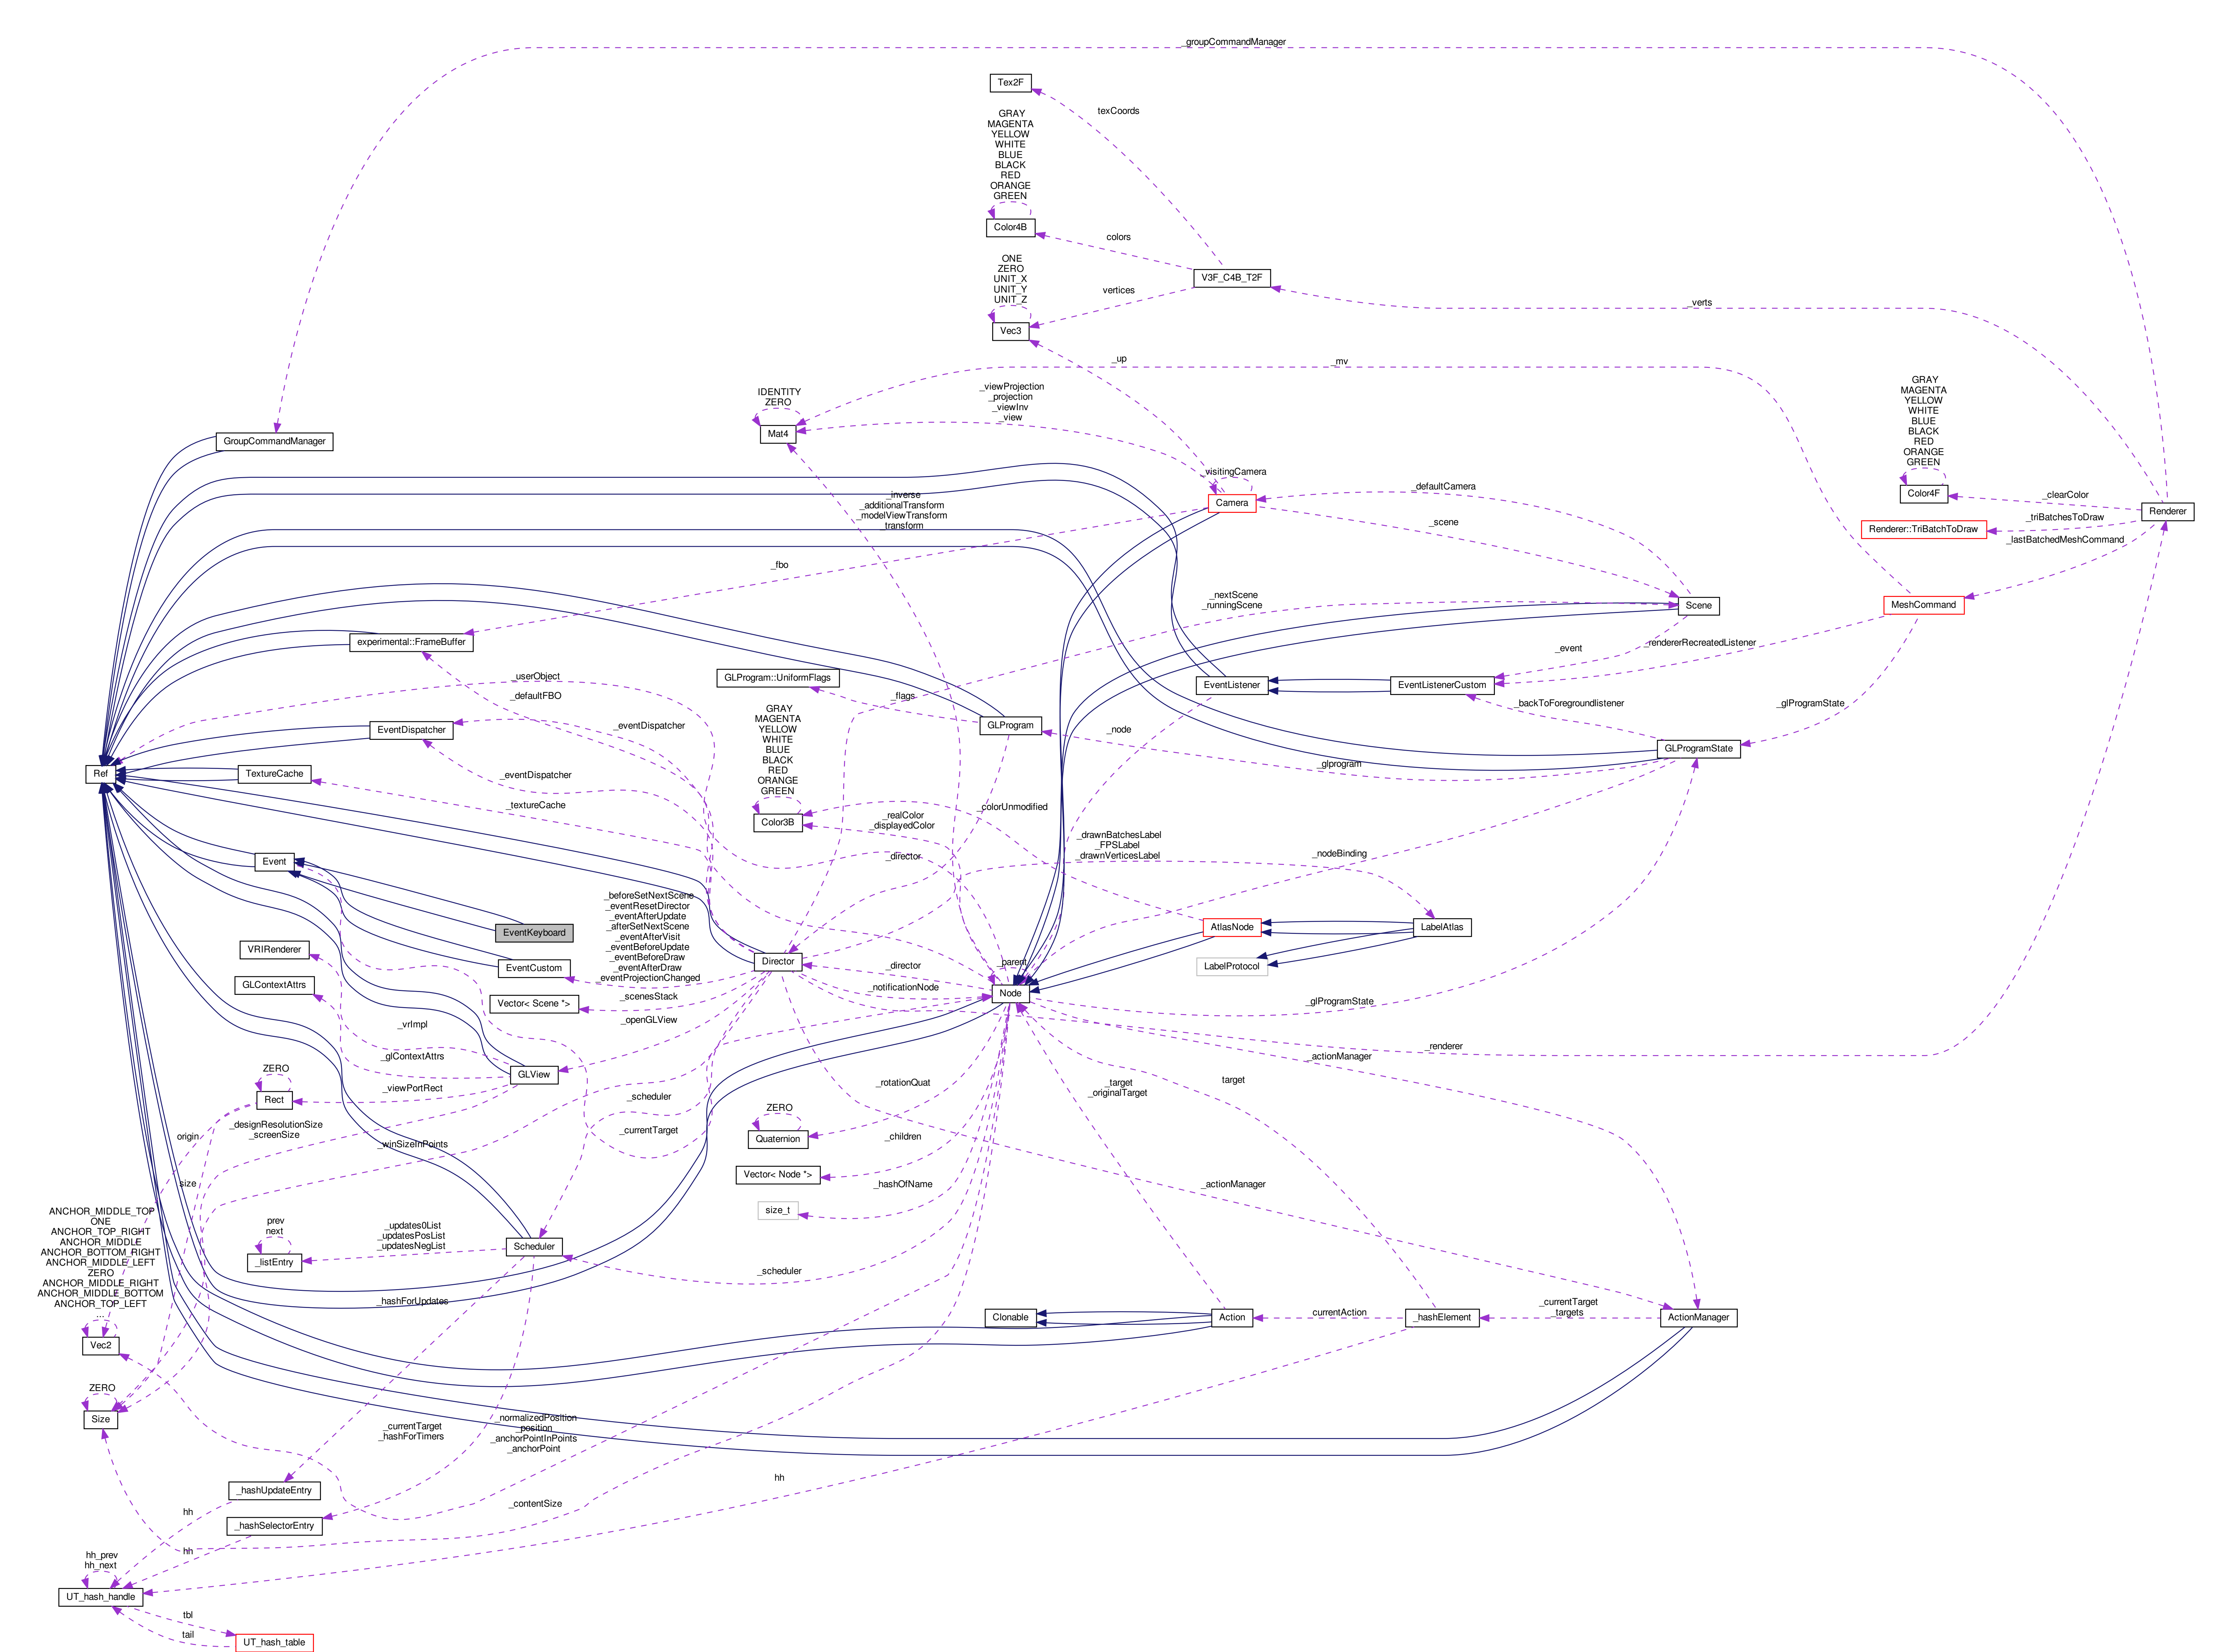 _groupCommandManager
Tex2F
texCoords
GRAY
MAGENTA
YELLOW
WHITE
BLUE
BLACK
RED
ORANGE
GREEN
Color4B
colors
V3F_C4B_T2F
ONE
ZERO
UNIT_X
UNIT_Y
UNIT_Z
vertices
_verts
Vec3
_up
_mv
IDENTITY
ZERO
Mat4
_viewProjection
_projection
_viewInv
_view
GRAY
MAGENTA
YELLOW
WHITE
BLUE
BLACK
RED
ORANGE
GREEN
Color4F
_clearColor
Renderer
_triBatchesToDraw
Renderer::TriBatchToDraw
_lastBatchedMeshCommand
GroupCommandManager
visitingCamera
Camera
_defaultCamera
_scene
_inverse
_additionalTransform
_modelViewTransform
_transform
_fbo
_nextScene
_runningScene
Scene
MeshCommand
experimental::FrameBuffer
_event
_rendererRecreatedListener
_userObject
_defaultFBO
GLProgram::UniformFlags
_flags
EventListener
EventListenerCustom
_backToForegroundlistener
_glProgramState
EventDispatcher
_eventDispatcher
GRAY
MAGENTA
YELLOW
WHITE
BLUE
BLACK
RED
ORANGE
GREEN
Color3B
GLProgram
_node
GLProgramState
_glprogram
Ref
TextureCache
_eventDispatcher
_textureCache
_colorUnmodified
_realColor
_displayedColor
_drawnBatchesLabel
_FPSLabel
_drawnVerticesLabel
_nodeBinding
Event
_director
_beforeSetNextScene
_eventResetDirector
_eventAfterUpdate
_afterSetNextScene
_eventAfterVisit
_eventBeforeUpdate
_eventBeforeDraw
_eventAfterDraw
_eventProjectionChanged
EventKeyboard
AtlasNode
LabelAtlas
VRIRenderer
EventCustom
Director
_director
_parent
LabelProtocol
GLContextAttrs
Vector< Scene *>
_scenesStack
_notificationNode
Node
_glProgramState
_openGLView
_vrImpl
_glContextAttrs
_renderer
_actionManager
ZERO
Rect
_viewPortRect
GLView
_rotationQuat
_target
_originalTarget
target
_scheduler
ZERO
Quaternion
_designResolutionSize
_screenSize
origin
_winSizeInPoints
_currentTarget
_children
Vector< Node *>
size
_hashOfName
_actionManager
size_t
ANCHOR_MIDDLE_TOP
ONE
ANCHOR_TOP_RIGHT
ANCHOR_MIDDLE
ANCHOR_BOTTOM_RIGHT
ANCHOR_MIDDLE_LEFT
ZERO
ANCHOR_MIDDLE_RIGHT
ANCHOR_MIDDLE_BOTTOM
ANCHOR_TOP_LEFT
...
Vec2
prev
next
_listEntry
_updates0List
_updatesPosList
_updatesNegList
Scheduler
_scheduler
_hashForUpdates
Clonable
Action
currentAction
_hashElement
_currentTarget
_targets
ActionManager
ZERO
Size
_currentTarget
_hashForTimers
_normalizedPosition
_position
_anchorPointInPoints
_anchorPoint
hh
_hashUpdateEntry
_contentSize
hh
_hashSelectorEntry
hh
hh_prev
hh_next
UT_hash_handle
tbl
tail
UT_hash_table